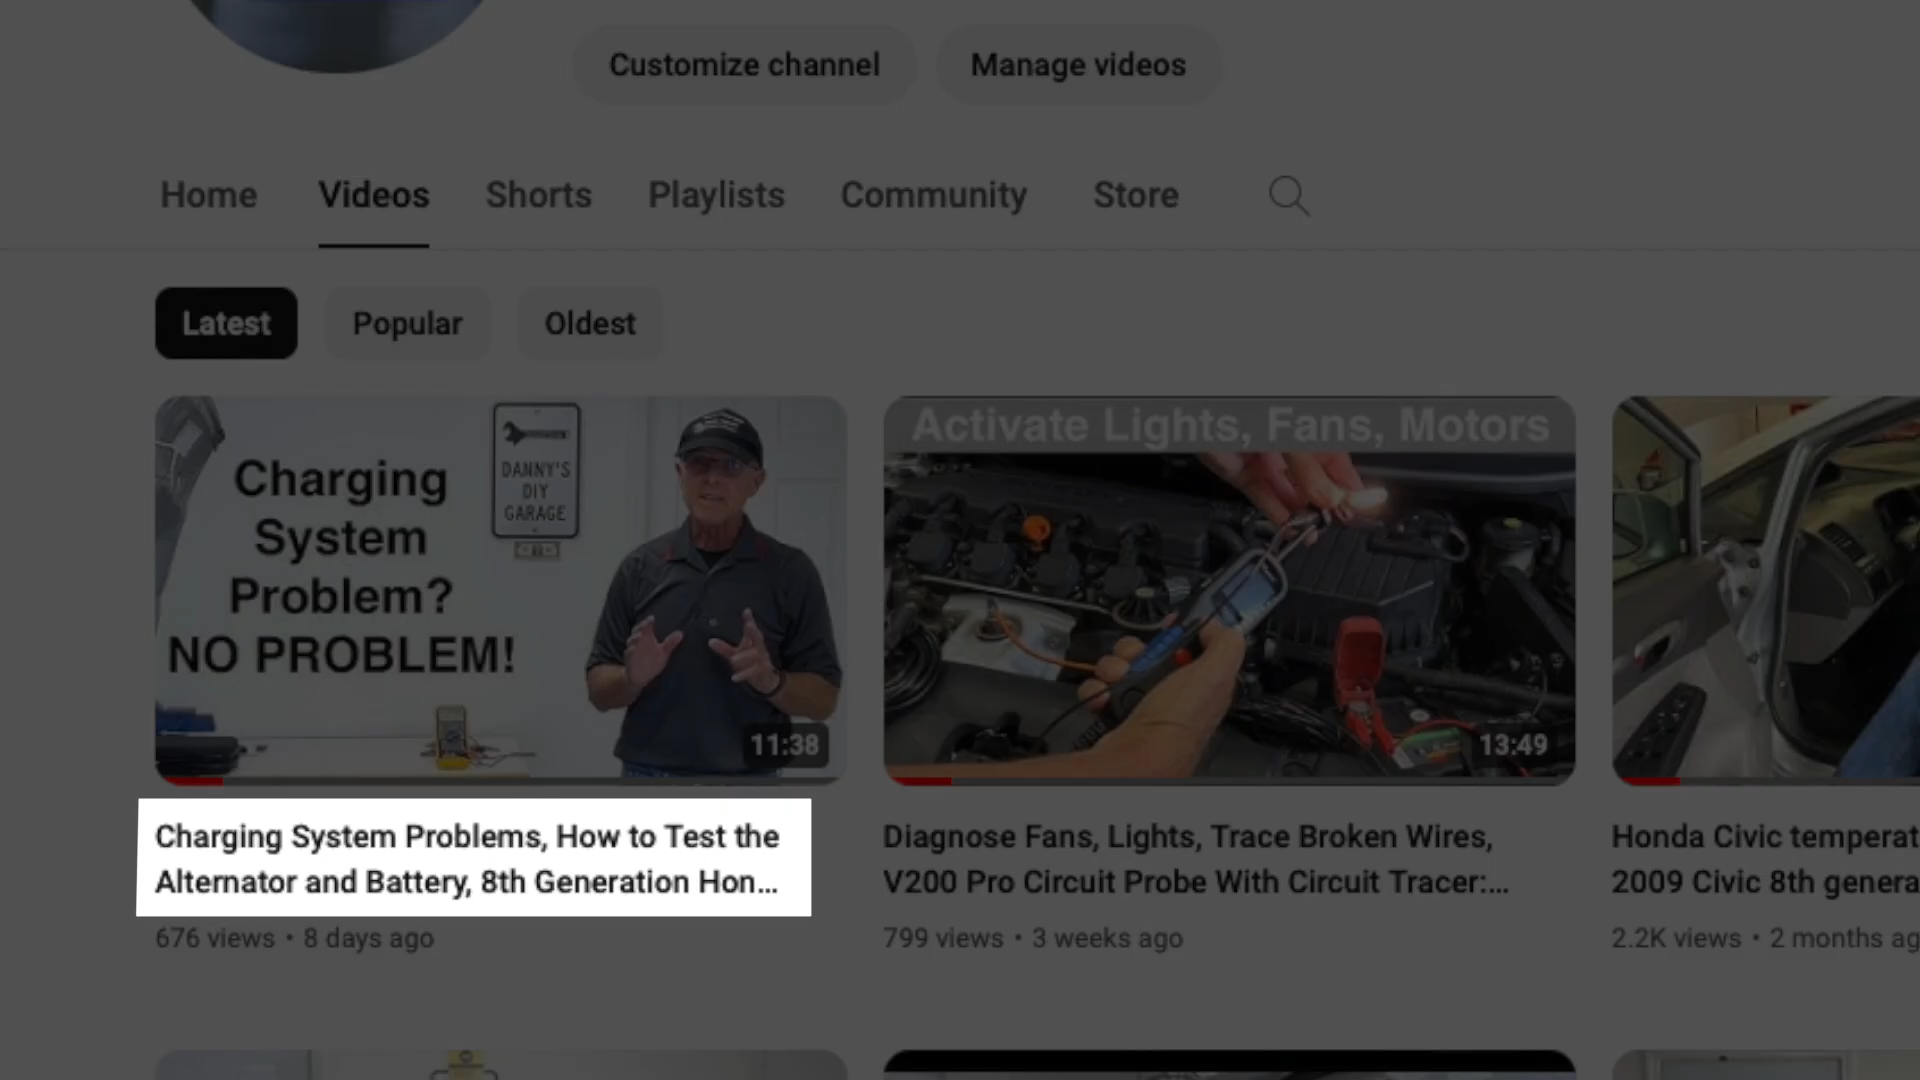 Customize channel
Manage videos
Home
Videos
Shorts
Playlists
Community
Store
Latest
Popular
Oldest
Charging
System
Problem?
NO PROBLEM!
DANNY'S
DIY
GARAGE
11:38
Activate Lights, Fans, Motors
13:49
Charging System Problems, How to Test the
Alternator and Battery, 8th Generation Hon...
676 views • 8 days ago
Diagnose Fans, Lights, Trace Broken Wires,
V200 Pro Circuit Probe With Circuit Tracer:...
799 views • 3 weeks ago
Honda Civic temperat
2009 Civic 8th genera
2.2K views • 2 months ag